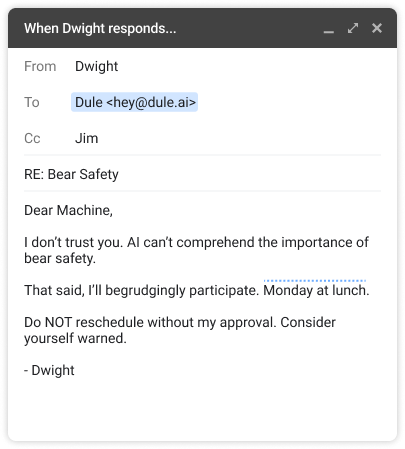 When Dwight responds...
From Dwight
To Dule <hey@dule.ai>
Cc Jim
RE: Bear Safety
Dear Machine,
I don’t trust you. AI can’t comprehend the importance of
bear safety.
That said, I’ll begrudgingly participate. Monday at lunch.
Do NOT reschedule without my approval. Consider
yourself warned.
- Dwight